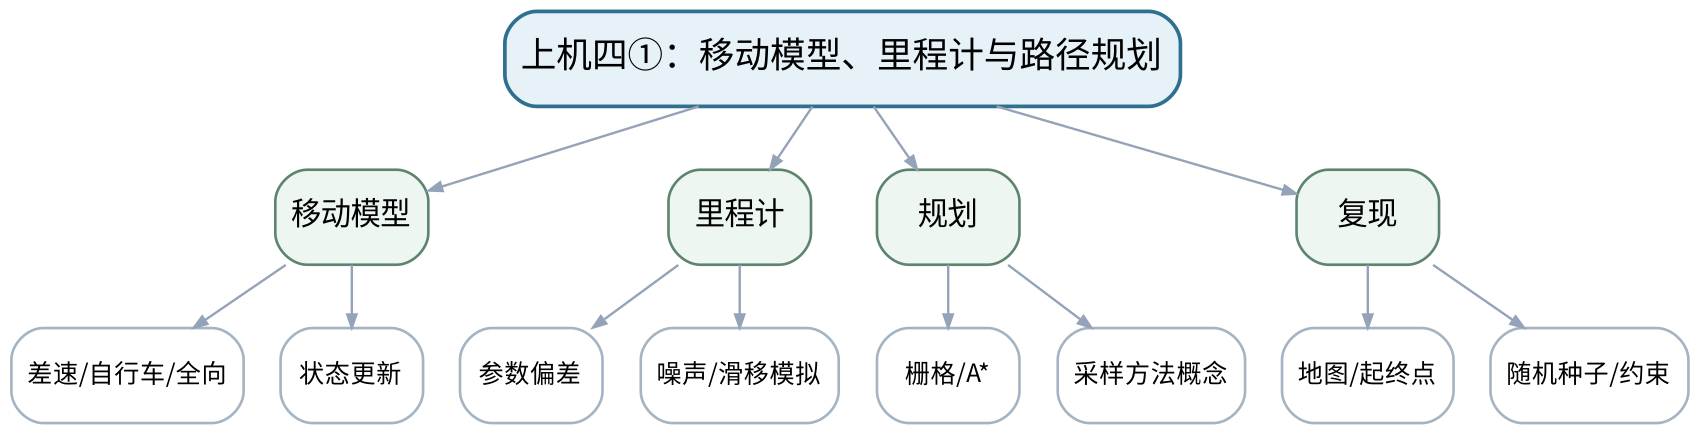 上机四①：移动模型、里程计与路径规划
移动模型
里程计
规划
复现
差速/自行车/全向
状态更新
参数偏差
噪声/滑移模拟
栅格/A*
采样方法概念
地图/起终点
随机种子/约束